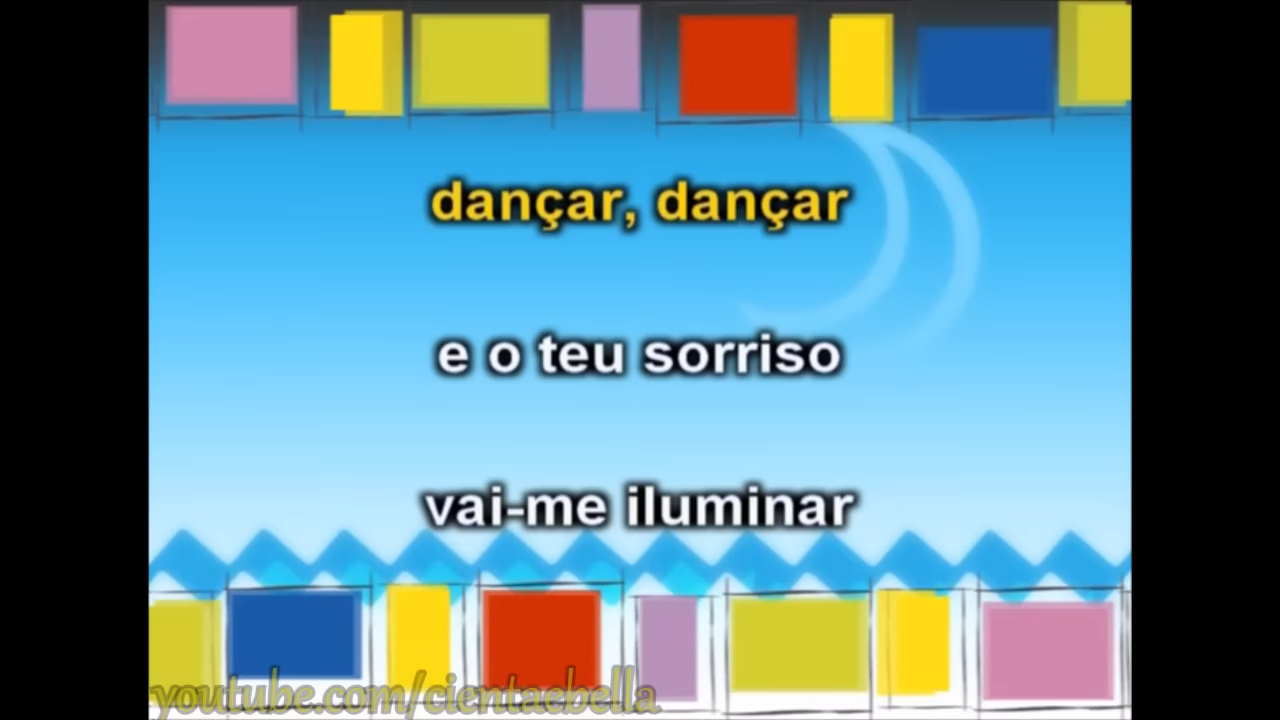 dançar, dançar
e o teu sorriso
vai-me iluminar
youtube.com/cientaebella